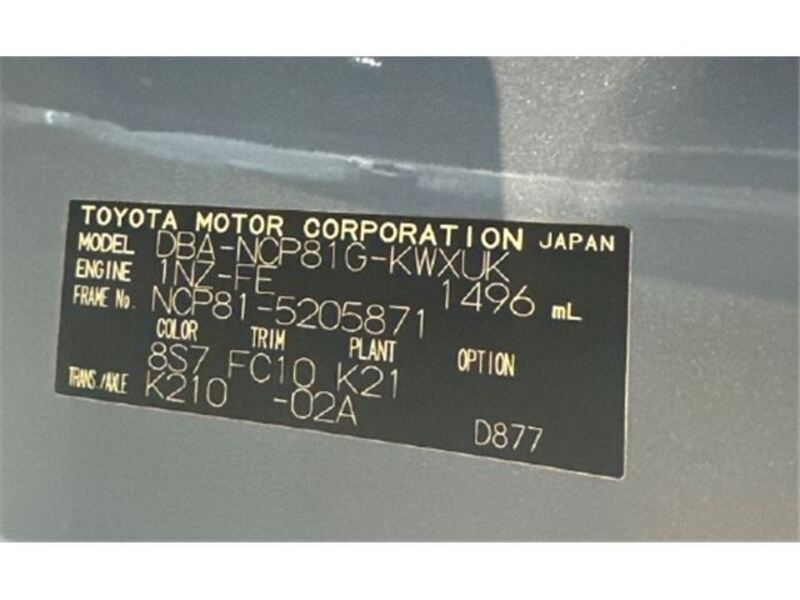 TOYOTA MOTOR CORPORATION JAPAN
MODEL DBA-NCP81G-KWXUK
ENGINE 1NZ-FE 1496 mL
FRAME No. NCP81-5205871
COLOR TRIM PLANT OPTION
8S7 FC10 K21
TRANS./AXLE K210 -02A
D877